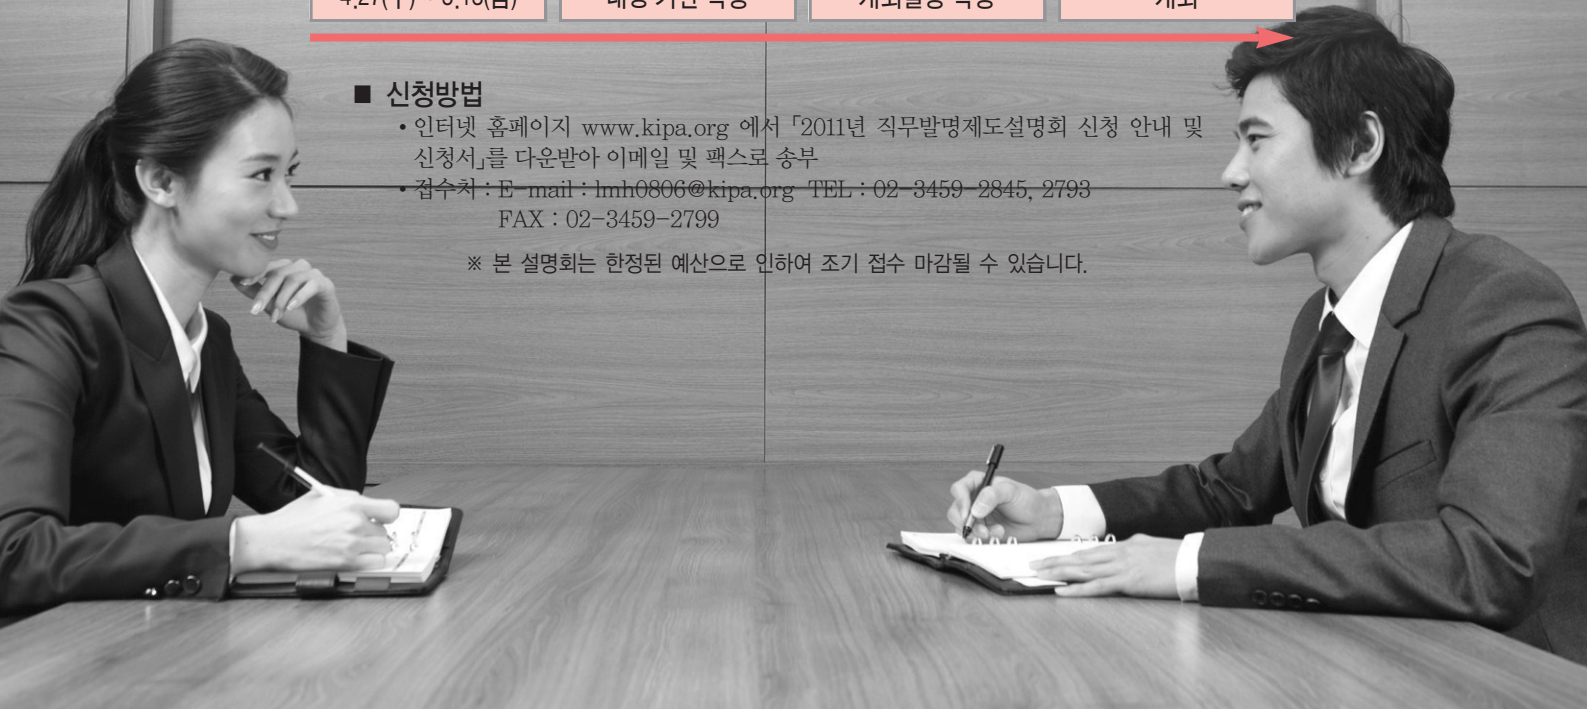 ■ 신청방법
• 인터넷 홈페이지 www.kipa.org 에서 「2011년 직무발명제도설명회 신청 안내 및
신청서」를 다운받아 이메일 및 팩스로 송부
• 접수처 : E-mail : lmh0806@kipa.org TEL : 02-3459-2845, 2793
FAX : 02-3459-2799
※ 본 설명회는 한정된 예산으로 인하여 조기 접수 마감될 수 있습니다.